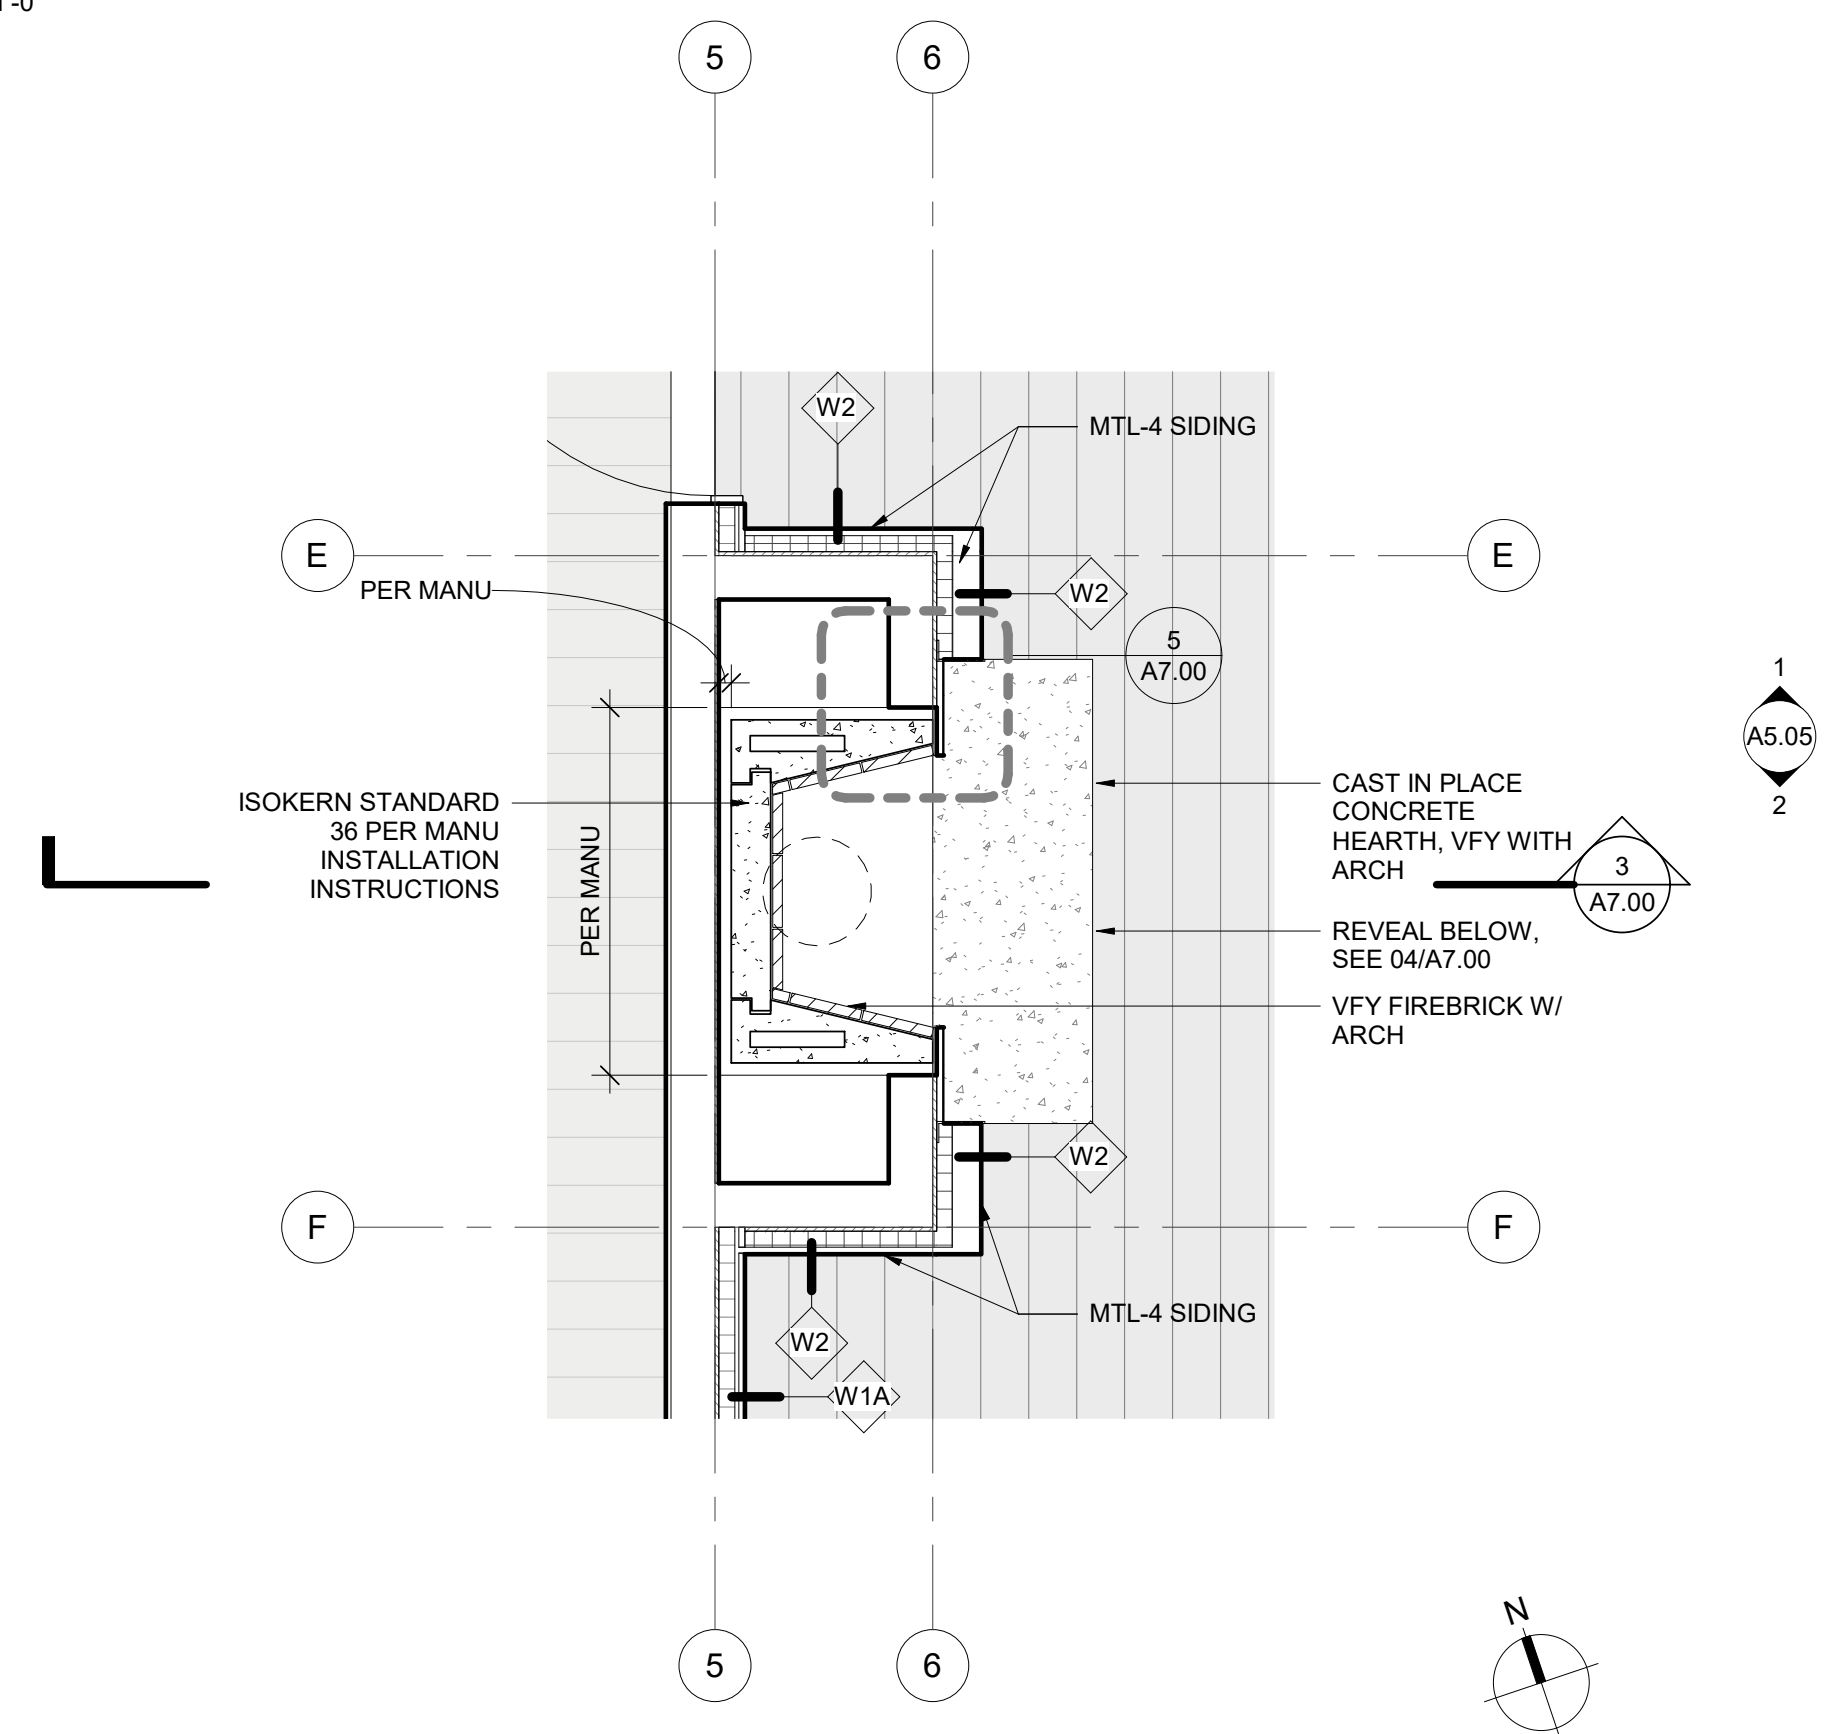 5
6
W2
MTL-4 SIDING
E
E
PER MANU
W2
5
A7.00
1
A5.05
2
ISOKERN STANDARD
36 PER MANU
INSTALLATION
INSTRUCTIONS
PER MANU
CAST IN PLACE
CONCRETE
HEARTH, VFY WITH
ARCH
3
A7.00
REVEAL BELOW,
SEE 04/A7.00
VFY FIREBRICK W/
ARCH
W2
F
F
MTL-4 SIDING
W2
W1A
N
5
6